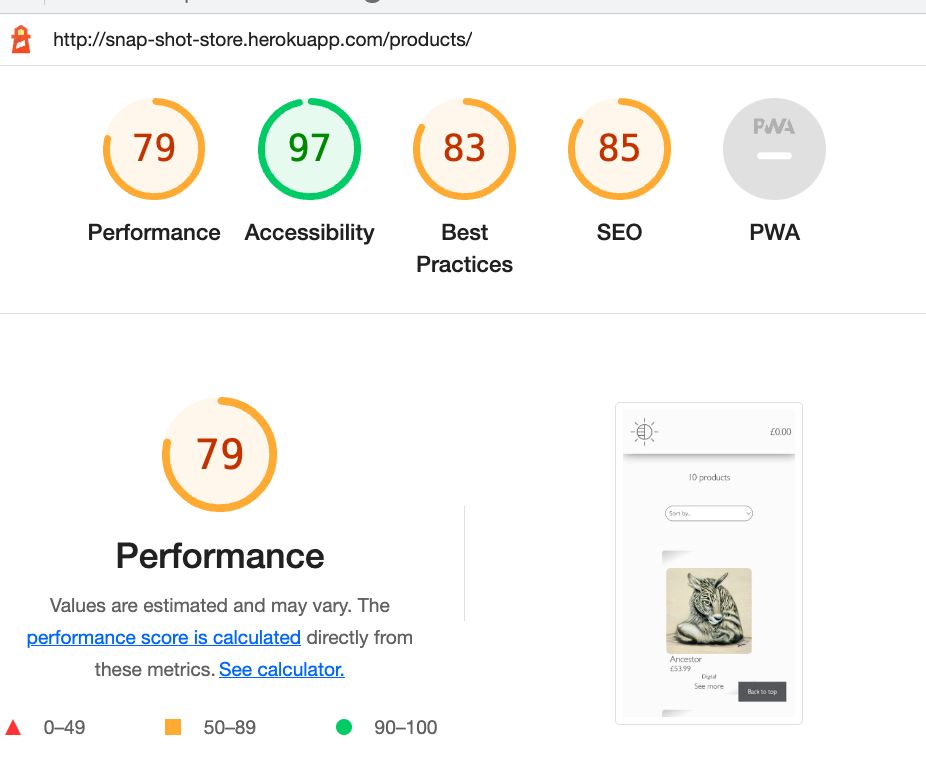 http://snap-shot-store.herokuapp.com/products/
79
97
83
85
PWA
Performance
Accessibility
Best
Practices
SEO
PWA
79
Performance
Values are estimated and may vary. The
performance score is calculated directly from
these metrics. See calculator.
0–49
50–89
90–100
£0.00
10 products
Sort by..
Ancestor
£53.99
Digital
See more
Back to top